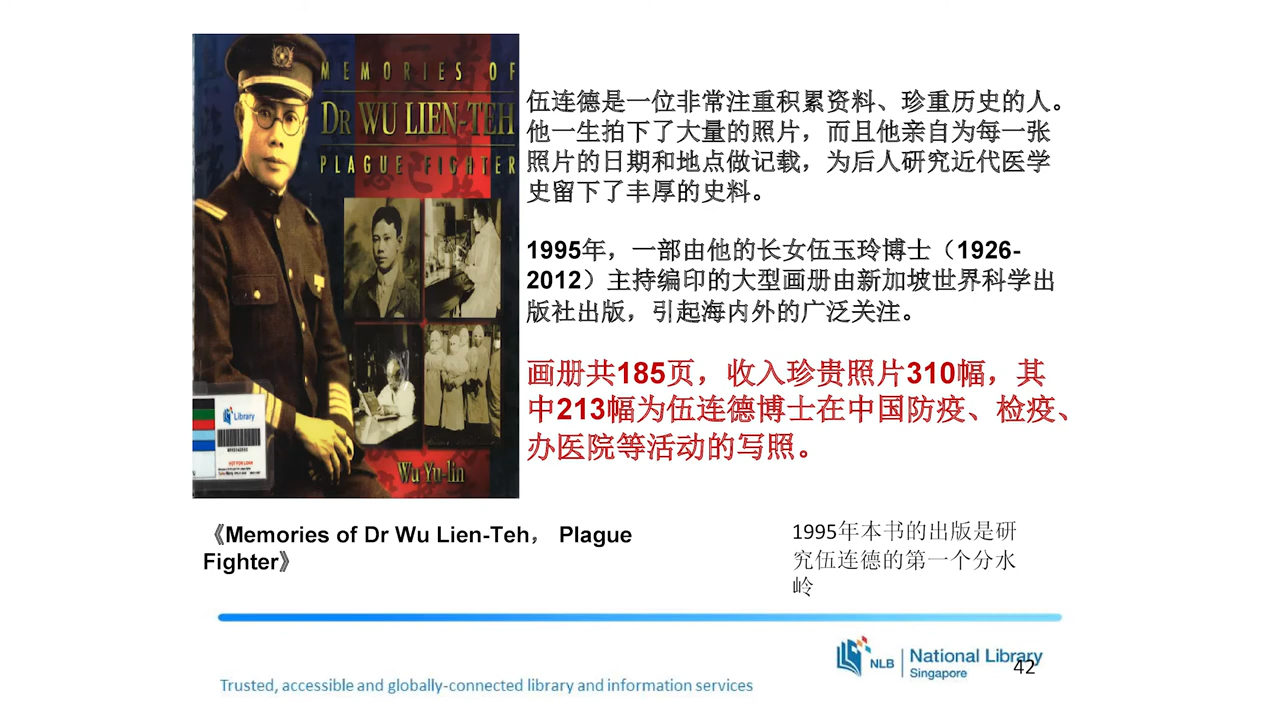 MEMORIES OF
DR WU LIEN-TEH
PLAGUE FIGHTER
Wu Yu-lin
Library
NOT FOR LOAN
伍连德是一位非常注重积累资料、珍重历史的人。
他一生拍下了大量的照片，而且他亲自为每一张
照片的日期和地点做记载，为后人研究近代医学
史留下了丰厚的史料。
1995年，一部由他的长女伍玉玲博士（1926-
2012）主持编印的大型画册由新加坡世界科学出
版社出版，引起海内外的广泛关注。
画册共185页，收入珍贵照片310幅，其
中213幅为伍连德博士在中国防疫、检疫、
办医院等活动的写照。
《Memories of Dr Wu Lien-Teh， Plague
Fighter》
1995年本书的出版是研
究伍连德的第一个分水
岭
NLB National Library
Singapore
42
Trusted, accessible and globally-connected library and information services